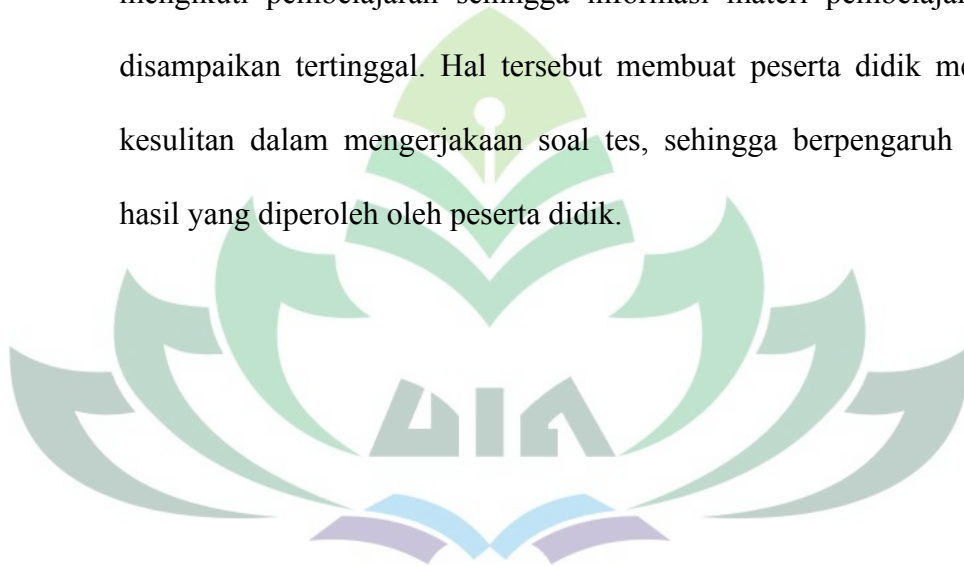 mengikuti pembelajaran sehingga informasi materi
disampaikan tertinggal. Hal tersebut membuat peserta didik
kesulitan dalam mengerjakaan soal tes, sehingga berpengaruh
hasil yang diperoleh oleh peserta didik.
UIN